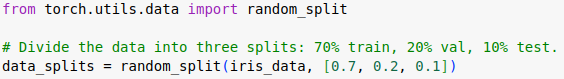 from torch.utils.data import random_split
# Divide the data into three splits: 70% train, 20% val, 10% test.
data_splits = random_split(iris_data, [0.7, 0.2, 0.1])